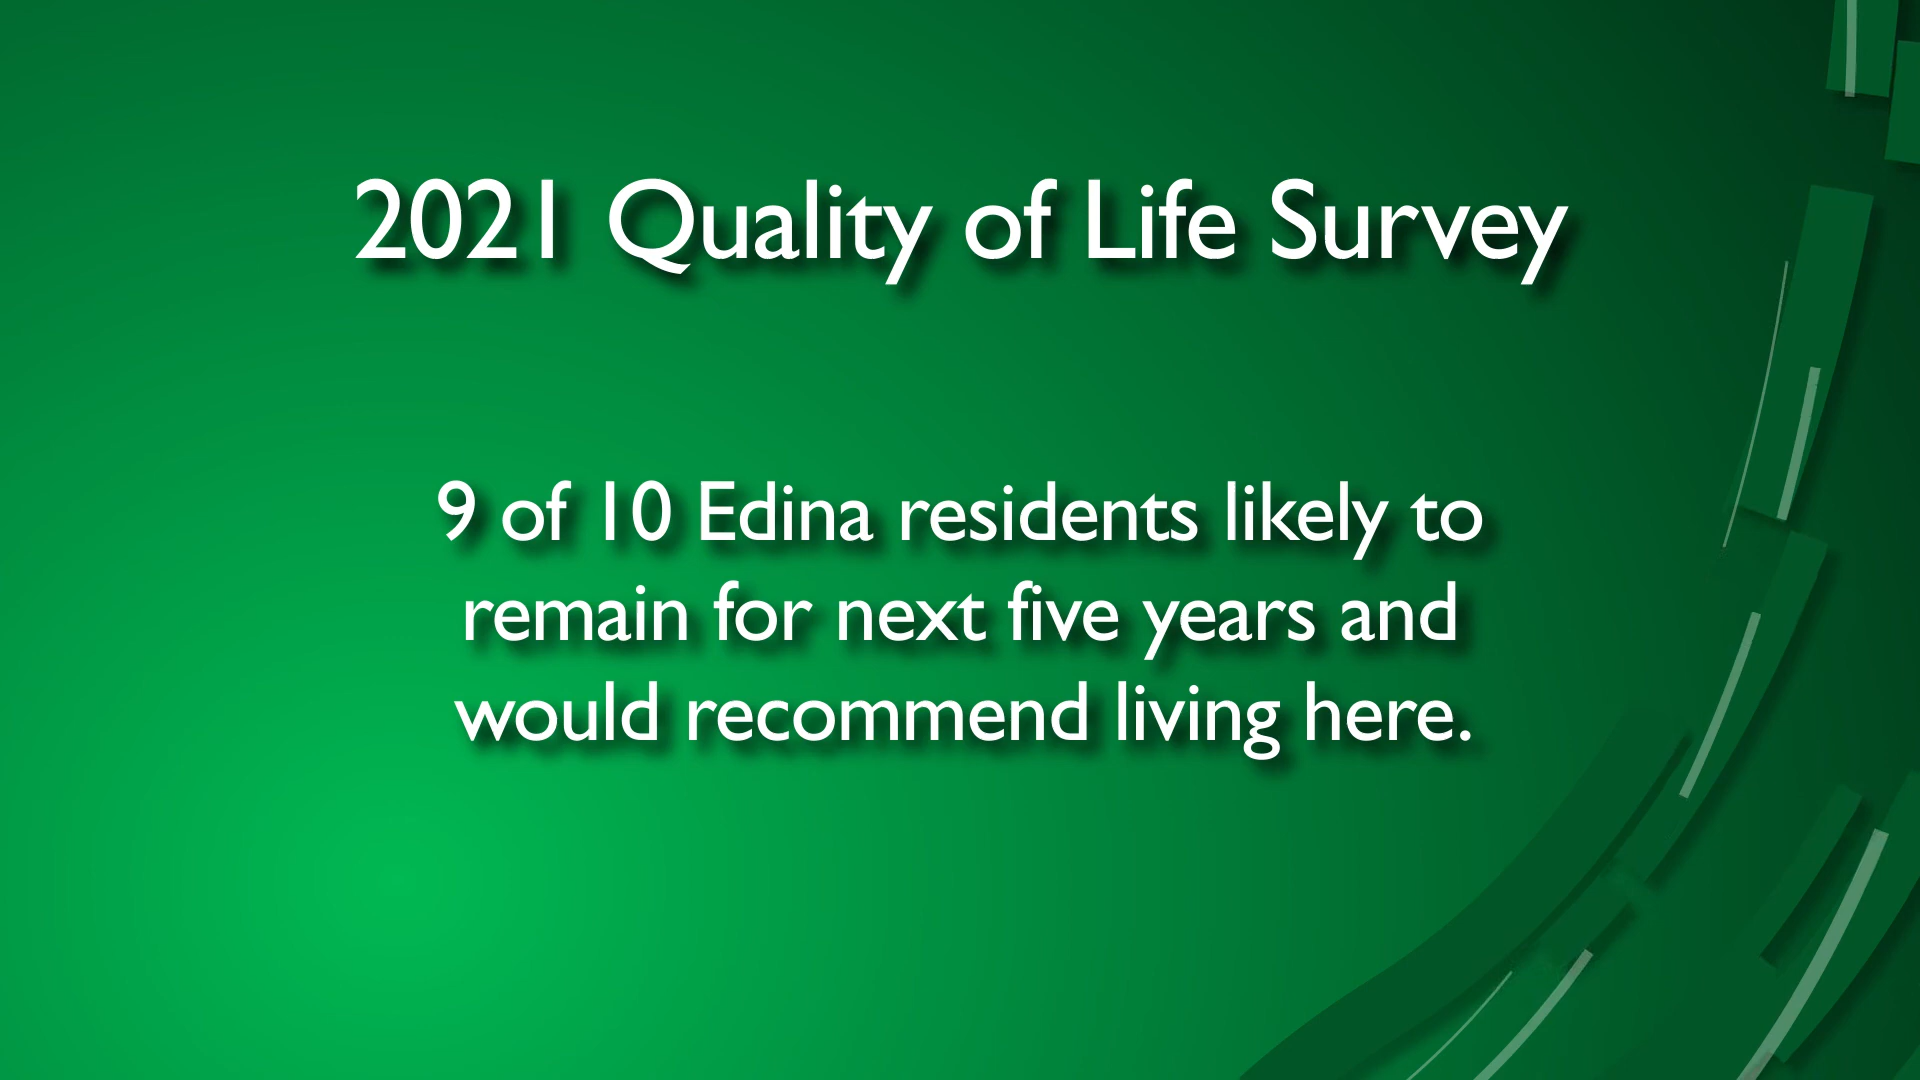 2021 Quality of Life Survey
9 of 10 Edina residents likely to
remain for next five years and
would recommend living here.